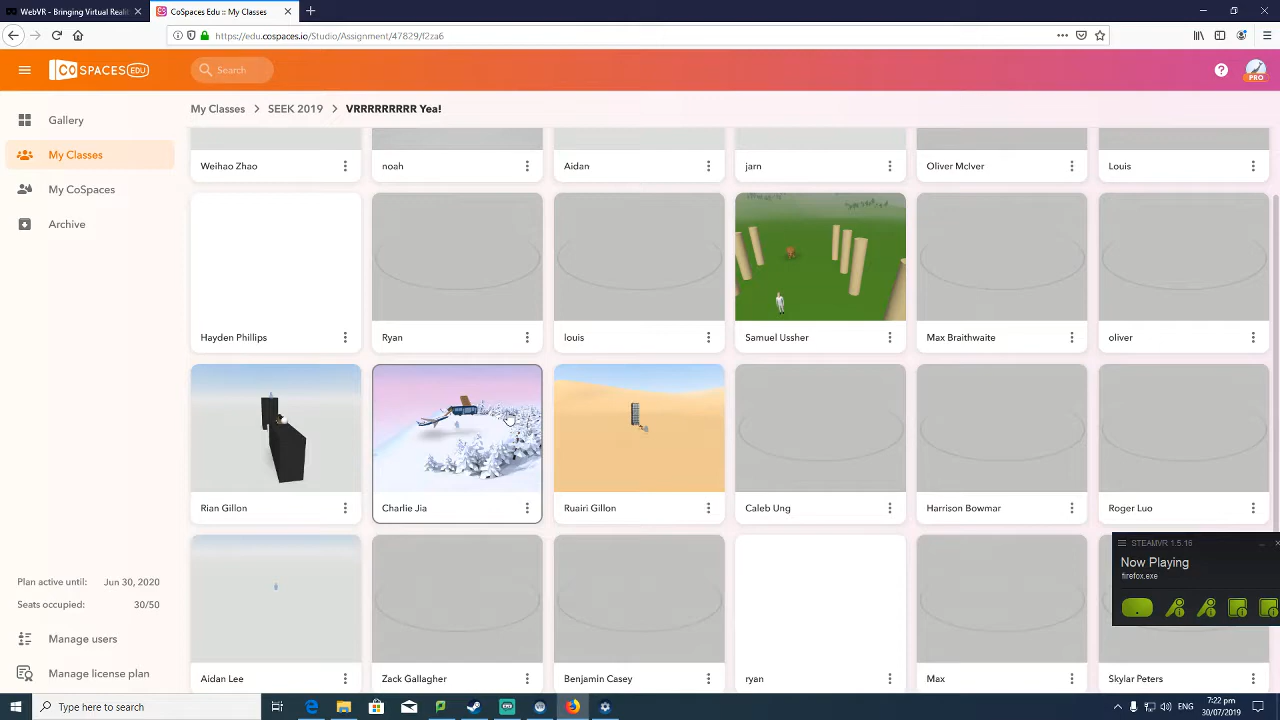 WebVR - Bringing Virtual Reali
CoSpaces Edu :: My Classes
https://edu.cospaces.io/Studio/Assignment/47829/f2za6
COSPACES EDU
Search
PRO
Gallery
My Classes
My CoSpaces
Archive
My Classes > SEEK 2019 > VRRRRRRRRR Yea!
Weihao Zhao
noah
Aidan
jarn
Oliver McIver
Louis
Hayden Phillips
Ryan
louis
Samuel Ussher
Max Braithwaite
oliver
Rian Gillon
Charlie Jia
Ruairi Gillon
Caleb Ung
Harrison Bowmar
Roger Luo
Aidan Lee
Zack Gallagher
Benjamin Casey
ryan
Max
Skylar Peters
Plan active until: Jun 30, 2020
Seats occupied: 30/50
Manage users
Manage license plan
STEAMVR 1.5.16
Now Playing
firefox.exe
Type here to search
ENG
7:22 pm
30/07/2019